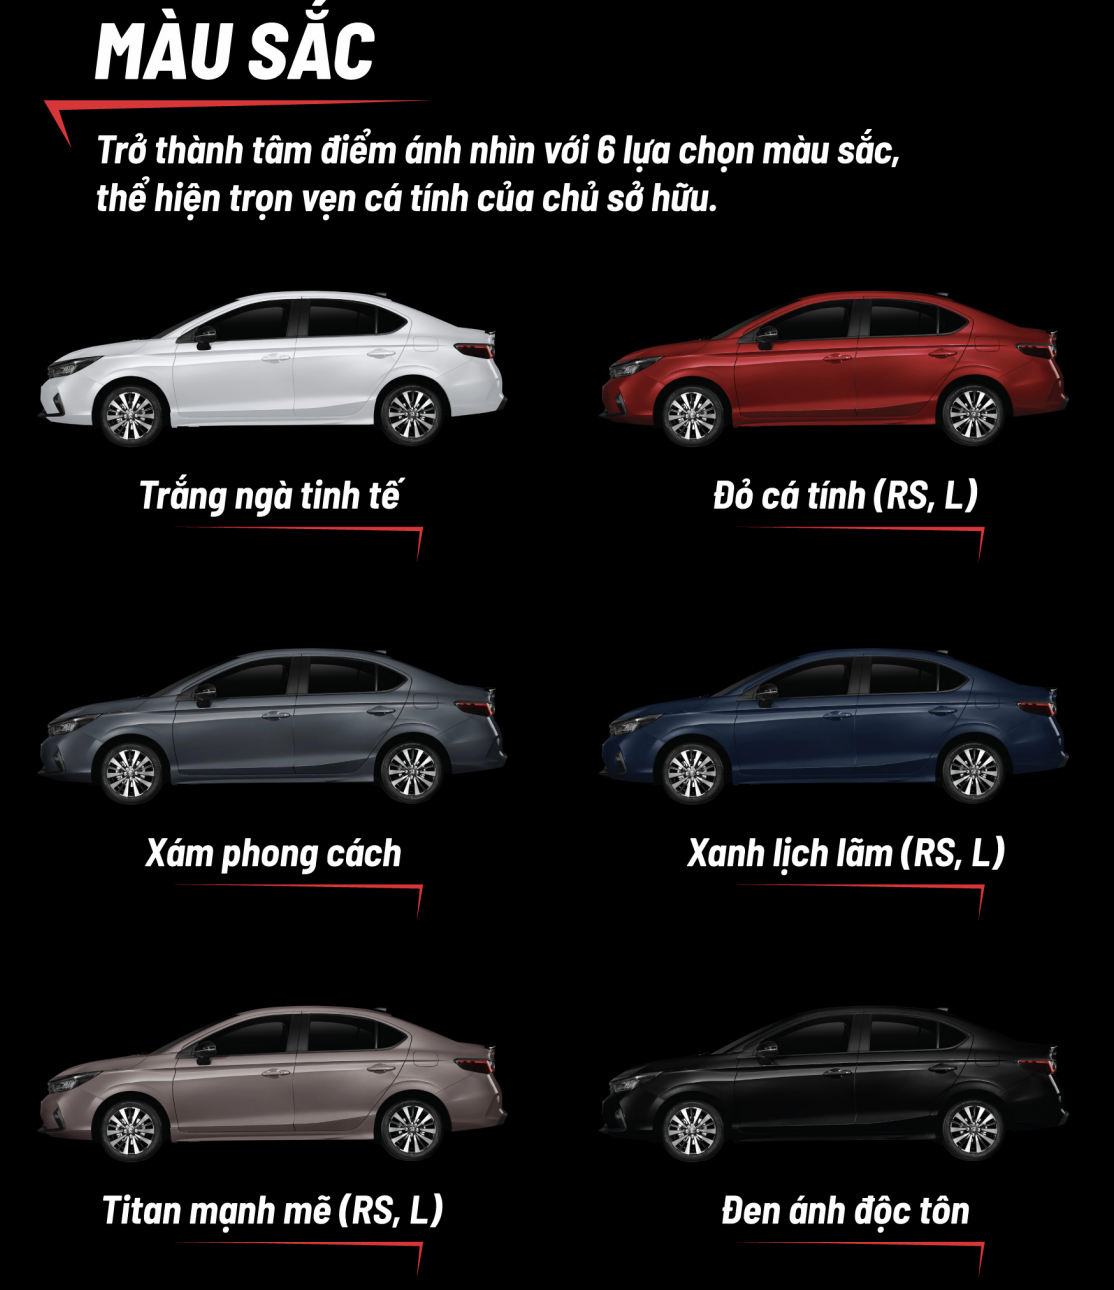 MÀU SẮC
Trở thành tâm điểm ánh nhìn với 6 lựa chọn màu sắc,
thể hiện trọn vẹn cá tính của chủ sở hữu.
Trắng ngà tinh tế
Đỏ cá tính (RS, L)
Xám phong cách
Xanh lịch lãm (RS, L)
Titan mạnh mẽ (RS, L)
Đen ánh độc tôn